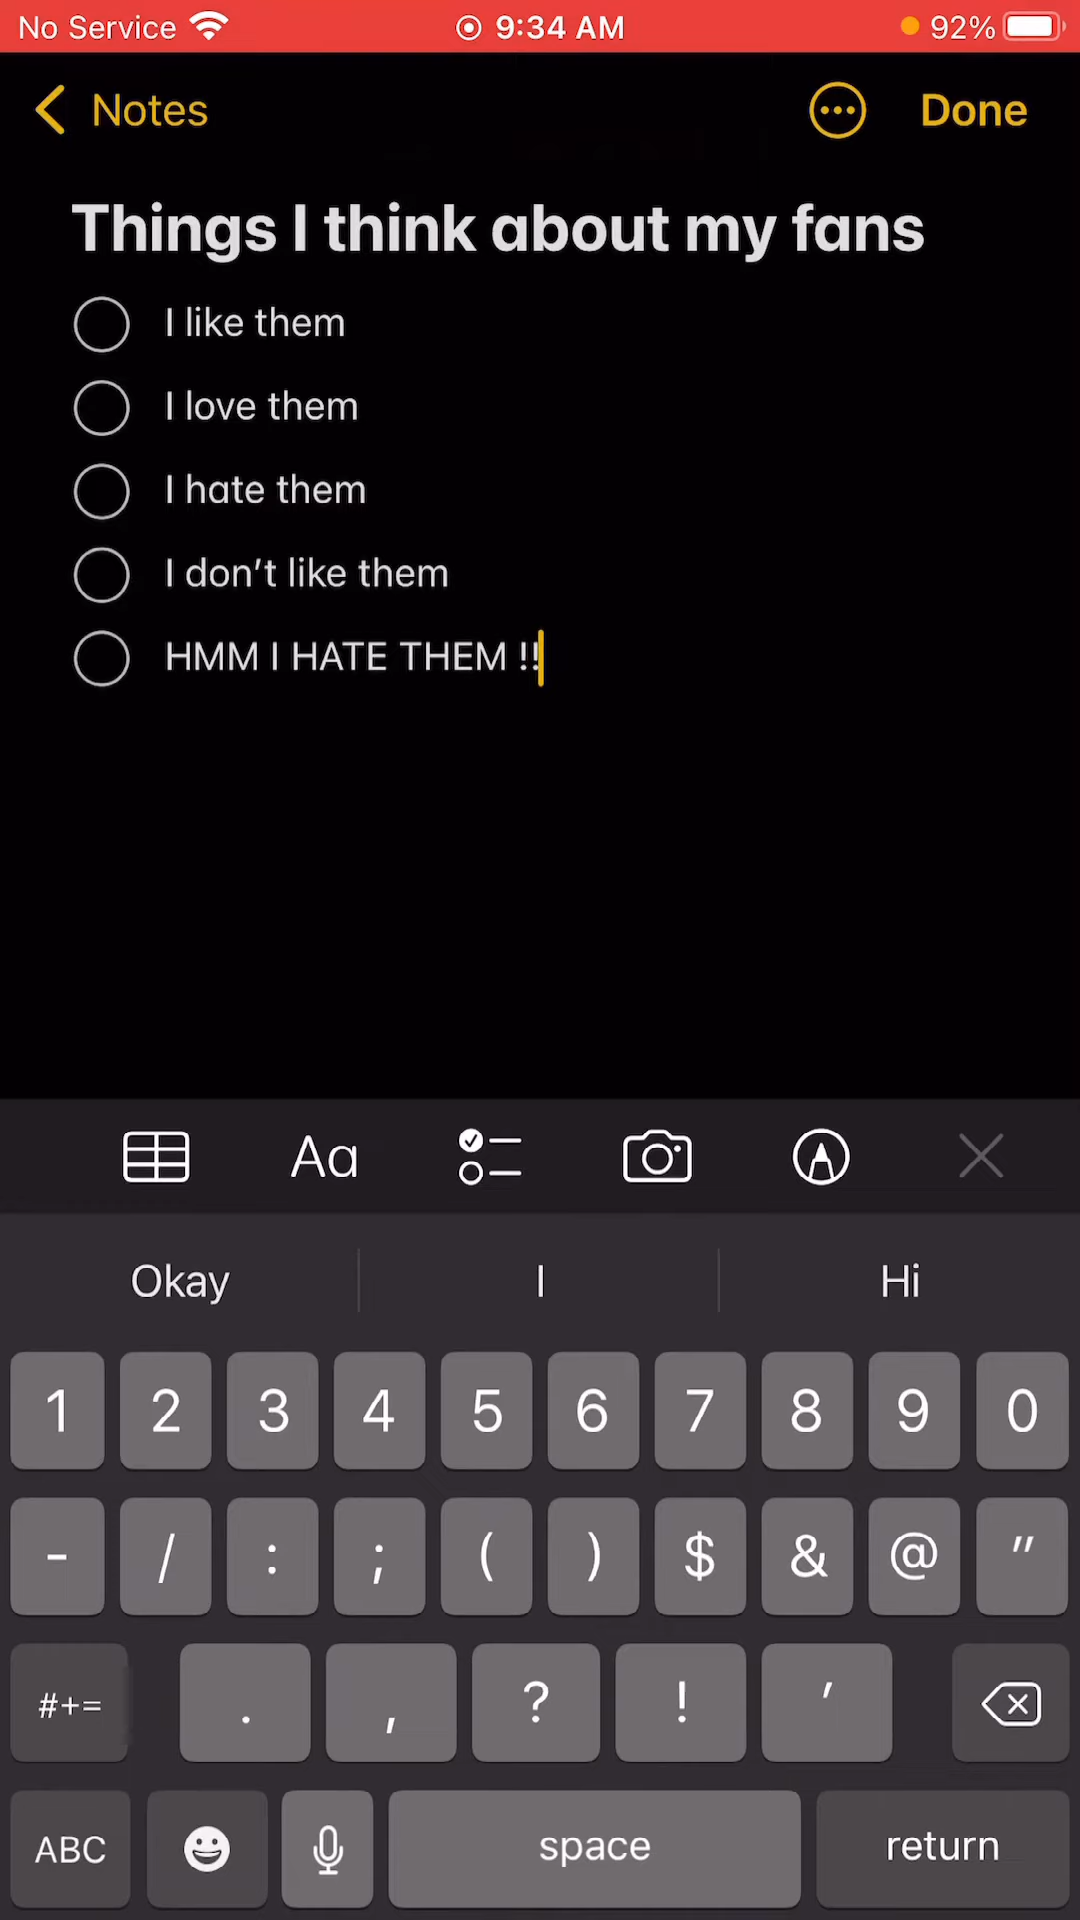 No Service 9:34 AM 92%
Notes Done
Things I think about my fans
I like them
I love them
I hate them
I don’t like them
HMM I HATE THEM !!
Aa
Okay I Hi
1 2 3 4 5 6 7 8 9 0
- / : ; ( ) $ & @ "
#+= . , ? ! '
ABC space return